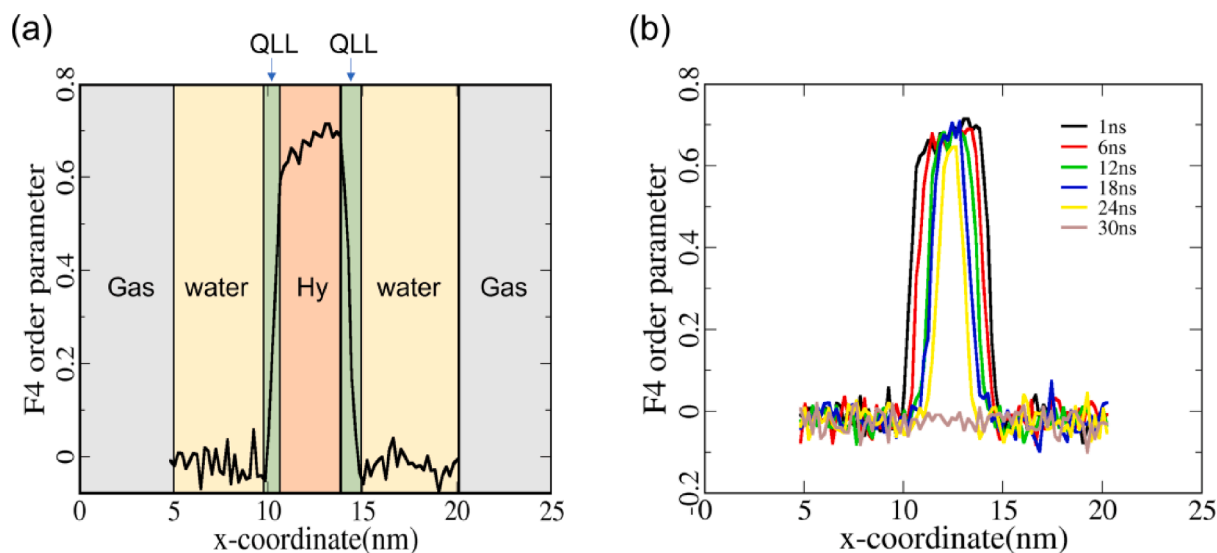 (a)
QLL QLL
F4 order parameter
0.8
0.6
0.4
0.2
0
Gas water Hy water Gas
0 5 10 15 20 25
x-coordinate(nm)
(b)
F4 order parameter
0.8
0.6
0.4
0.2
0
-0.2
1ns
6ns
12ns
18ns
24ns
30ns
0 5 10 15 20 25
x-coordinate(nm)